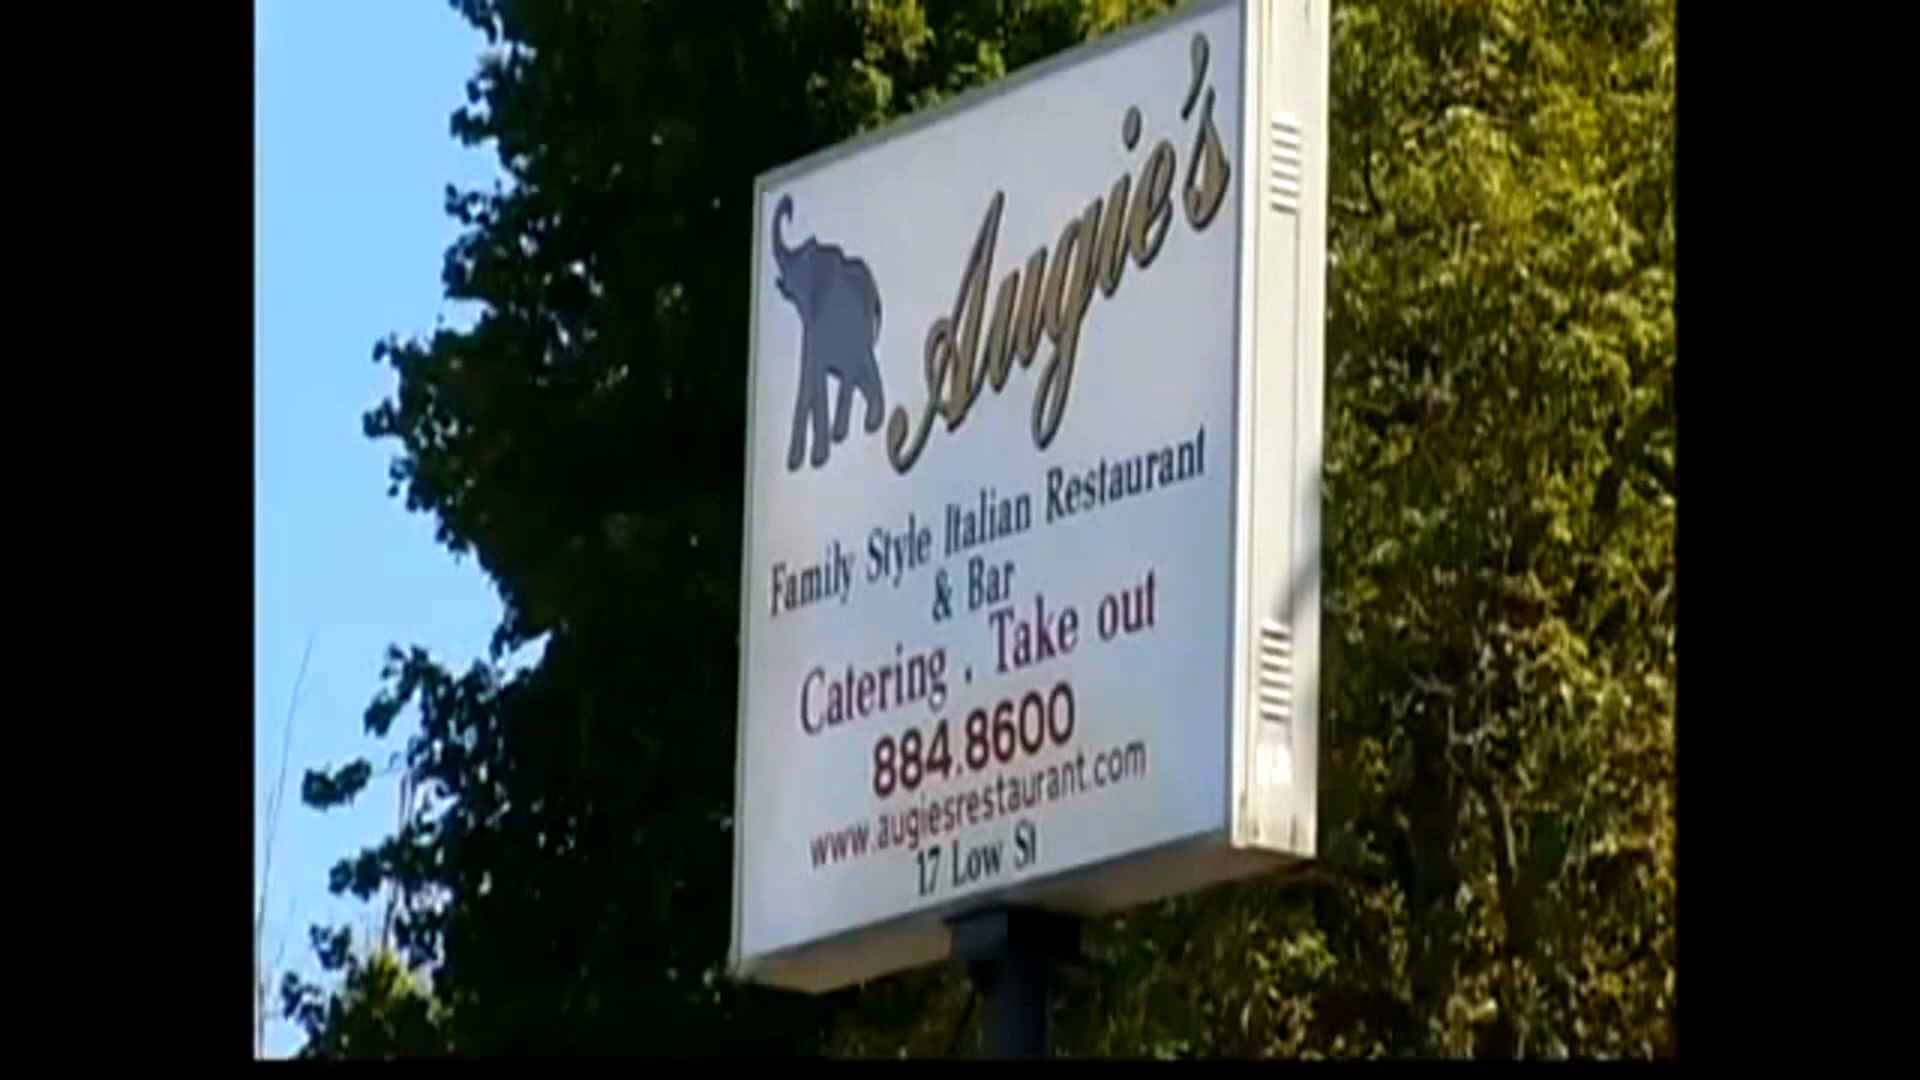 Augie's
Family Style Italian Restaurant
& Bar
Catering . Take out
884.8600
www.augiesrestaurant.com
17 Low St